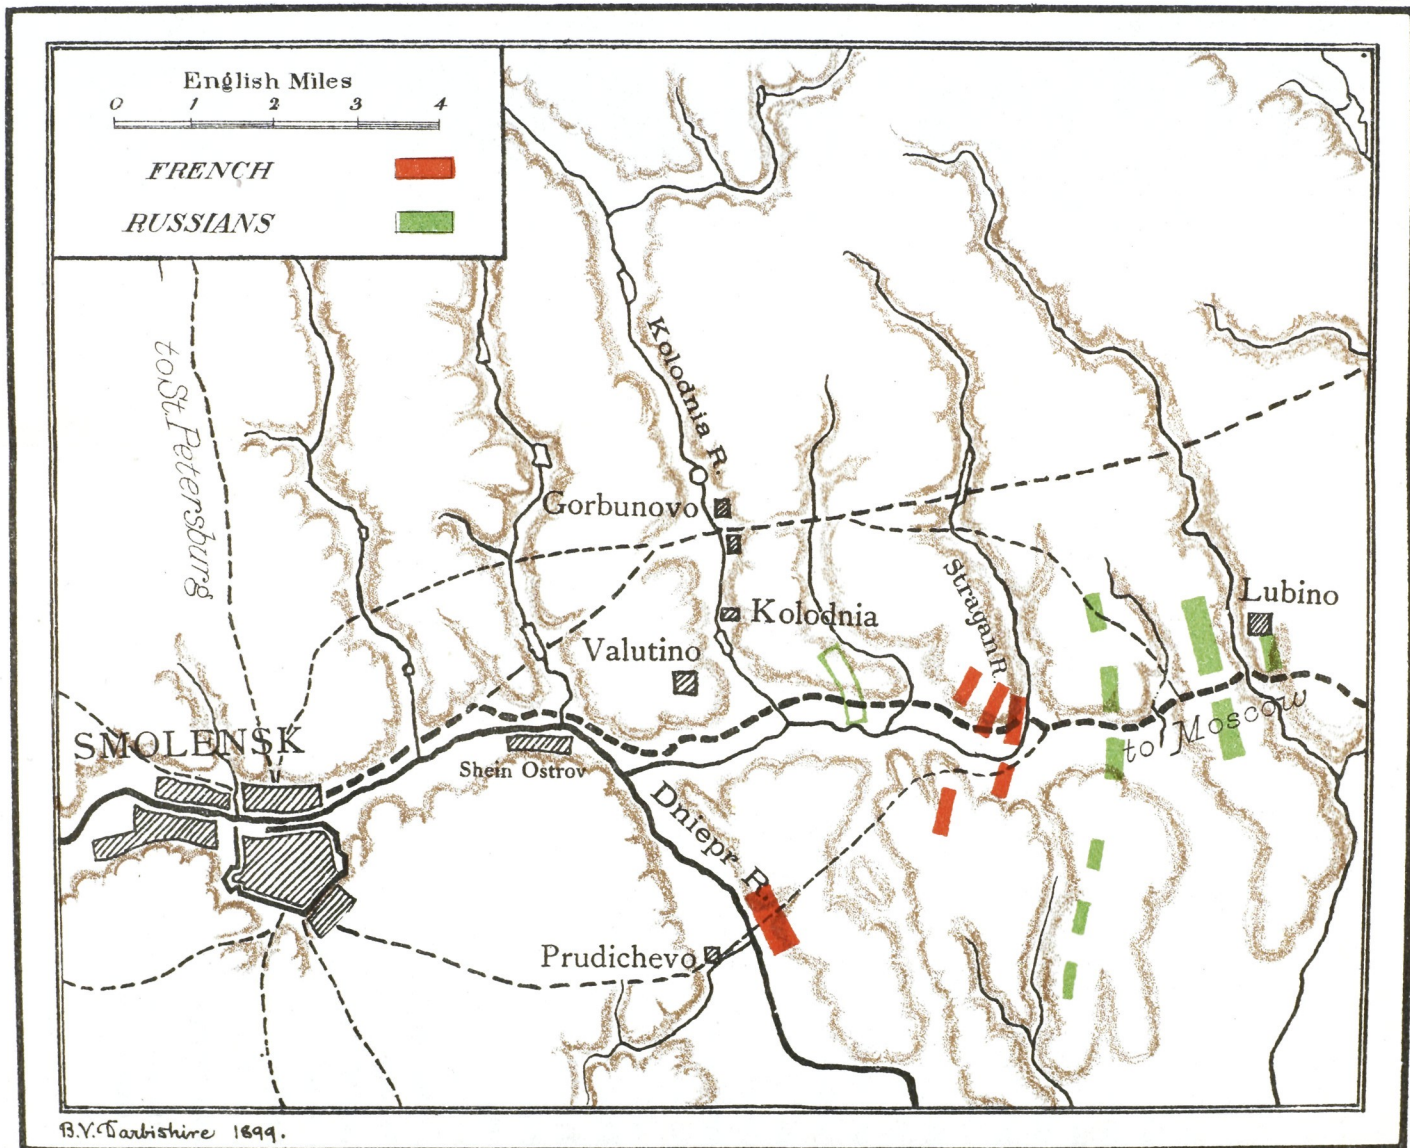 English Miles
0 1 2 3 4
FRENCH
RUSSIANS
to St. Petersburg
Kolodnia R.
Gorbunovo
Kolodnia
Stragan R.
Lubino
Valutino
SMOLENSK
to Moscow
Shein Ostrov
Dniepr R.
Prudichevo
B.V. Darbishire 1899.